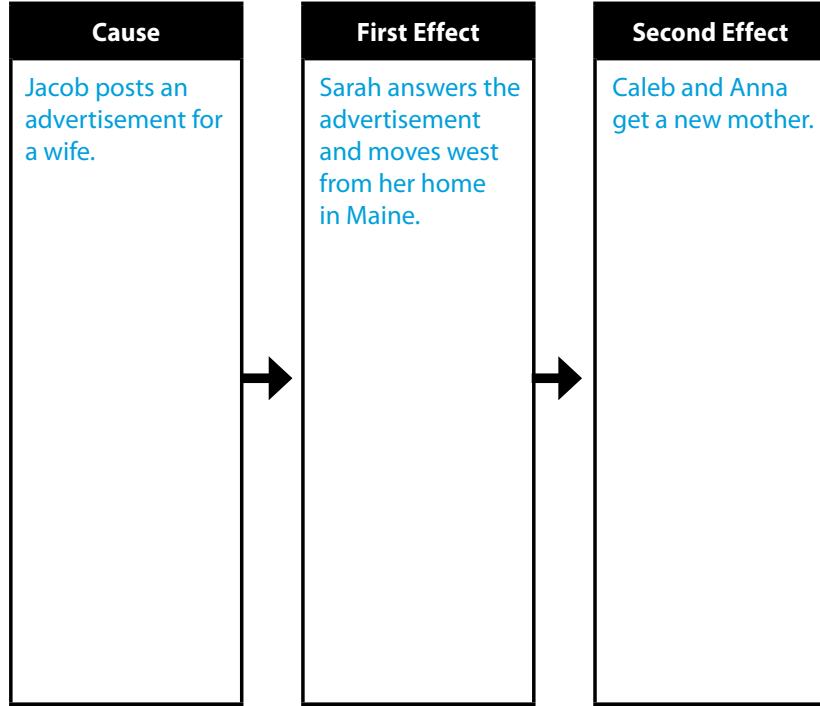 Cause
Jacob posts an
advertisement for
a wife.
First Effect
Sarah answers the
advertisement
and moves west
from her home
in Maine.
Second Effect
Caleb and Anna
get a new mother.